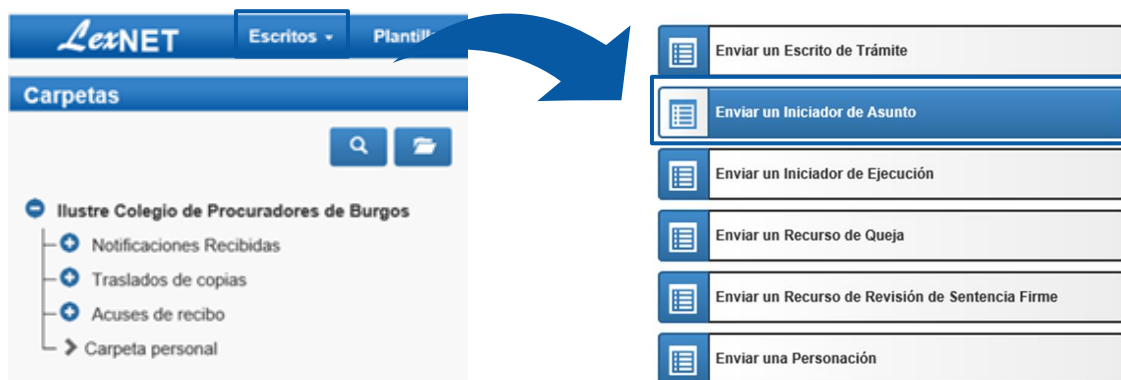 LexNET Escritos
Carpetas
Ilustre Colegio de Procuradores de Burgos
Notificaciones Recibidas
Traslados de copias
Acuses de recibo
Carpeta personal
Enviar un Escrito de Trámite
Enviar un Iniciador de Asunto
Enviar un Iniciador de Ejecución
Enviar un Recurso de Queja
Enviar un Recurso de Revisión de Sentencia Firme
Enviar una Personación